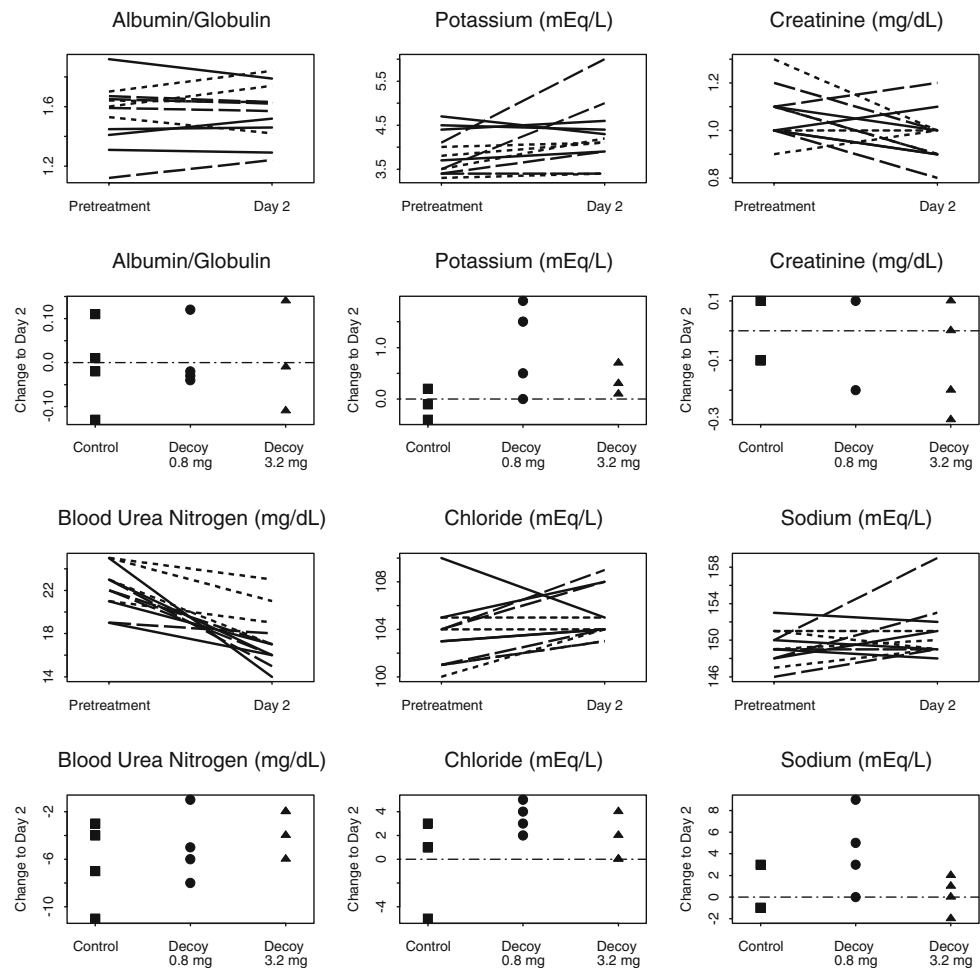 Albumin/Globulin Potassium (mEq/L) Creatinine (mg/dL)
1.6
1.2
5.5
4.5
3.5
1.2
1.0
0.8
Pretreatment Day 2 Pretreatment Day 2 Pretreatment Day 2
Albumin/Globulin Potassium (mEq/L) Creatinine (mg/dL)
Change to Day 2
0.10
0.0
-0.10
1.0
0.0
0.1
-0.1
-0.3
Control Decoy 0.8 mg Decoy 3.2 mg
Control Decoy 0.8 mg Decoy 3.2 mg
Control Decoy 0.8 mg Decoy 3.2 mg
Blood Urea Nitrogen (mg/dL) Chloride (mEq/L) Sodium (mEq/L)
22
18
14
108
104
100
158
154
150
146
Pretreatment Day 2 Pretreatment Day 2 Pretreatment Day 2
Blood Urea Nitrogen (mg/dL) Chloride (mEq/L) Sodium (mEq/L)
Change to Day 2
-2
-6
-10
Change to Day 2
4
2
0
-4
Change to Day 2
8
6
4
2
0
-2
Control Decoy 0.8 mg Decoy 3.2 mg
Control Decoy 0.8 mg Decoy 3.2 mg
Control Decoy 0.8 mg Decoy 3.2 mg